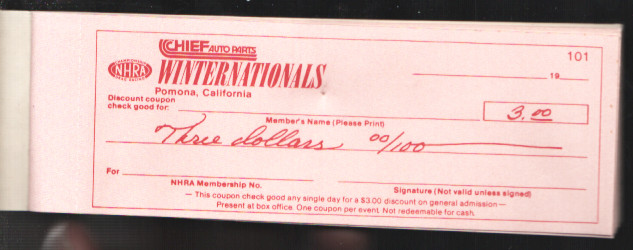 CHIEF AUTO PARTS
101
NHRA
WINTERNATIONALS
19
Pomona, California
Discount coupon
check good for:
3.00
Member's Name (Please Print)
Three dollars 00/100
For
NHRA Membership No.
Signature (Not valid unless signed)
— This coupon check good any single day for a $3.00 discount on general admission —
Present at box office. One coupon per event. Not redeemable for cash.